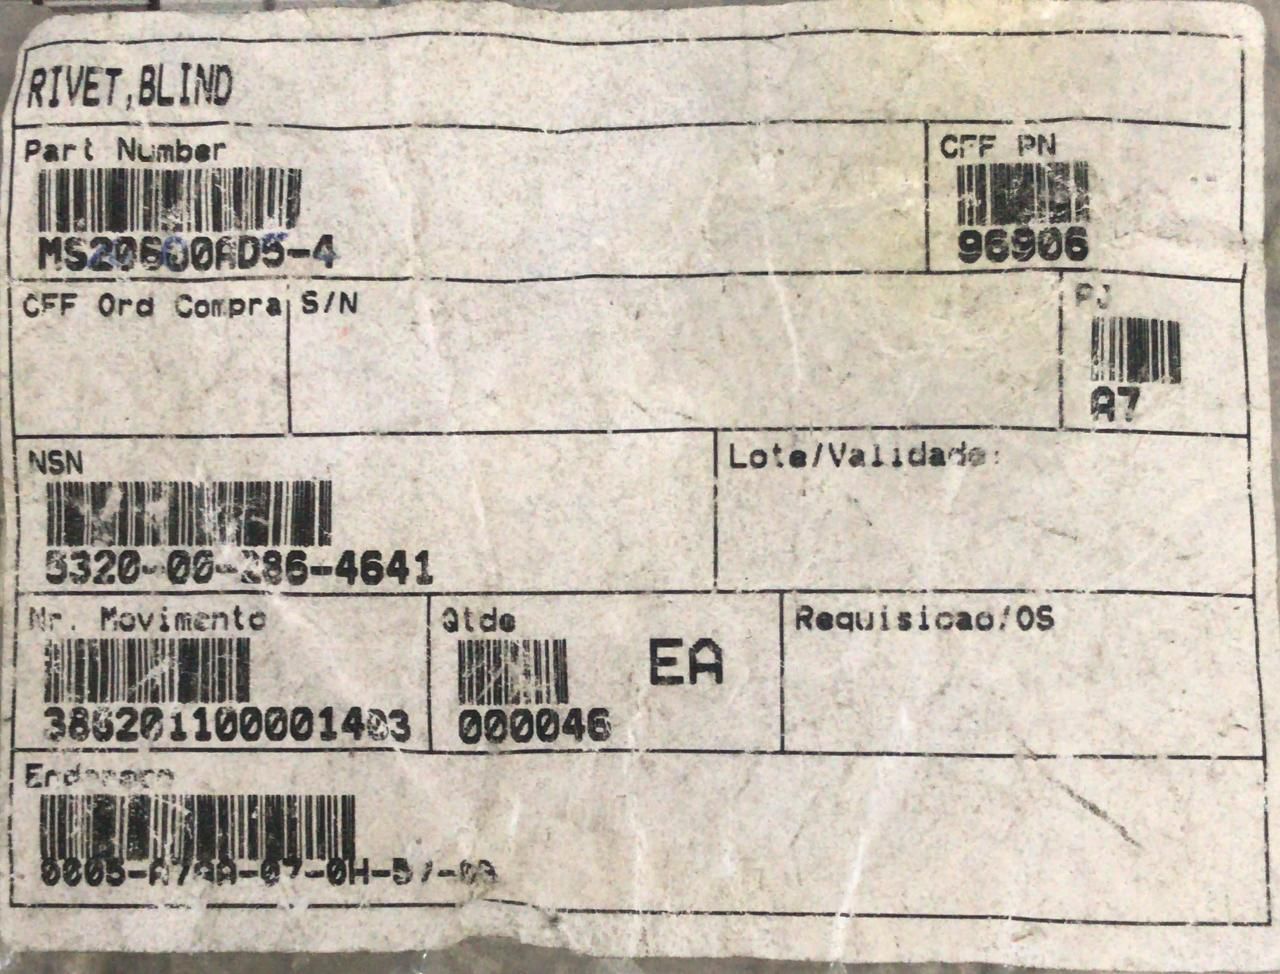 RIVET,BLIND
Part Number
CFF PN
MS20600AD5-4
96906
CFF Ord Compra
S/N
PJ
A7
NSN
Lote/Validade:
5320-00-286-4641
Nr. Movimento
Qtde
EA
Requisicao/OS
000046
Endereco